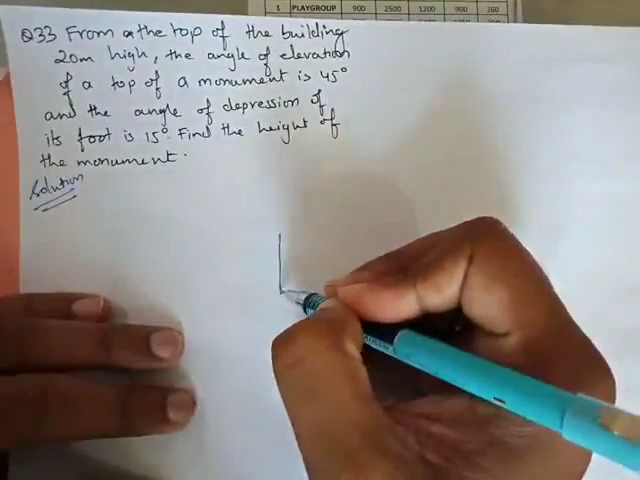 1 PLAYGROUP 900 2500 1200 900 260
Q33 From the top of the building
20m high, the angle of elevation
of a top of a monument is 45°
and the angle of depression of
its foot is 15°. Find the height of
the monument.
Solution